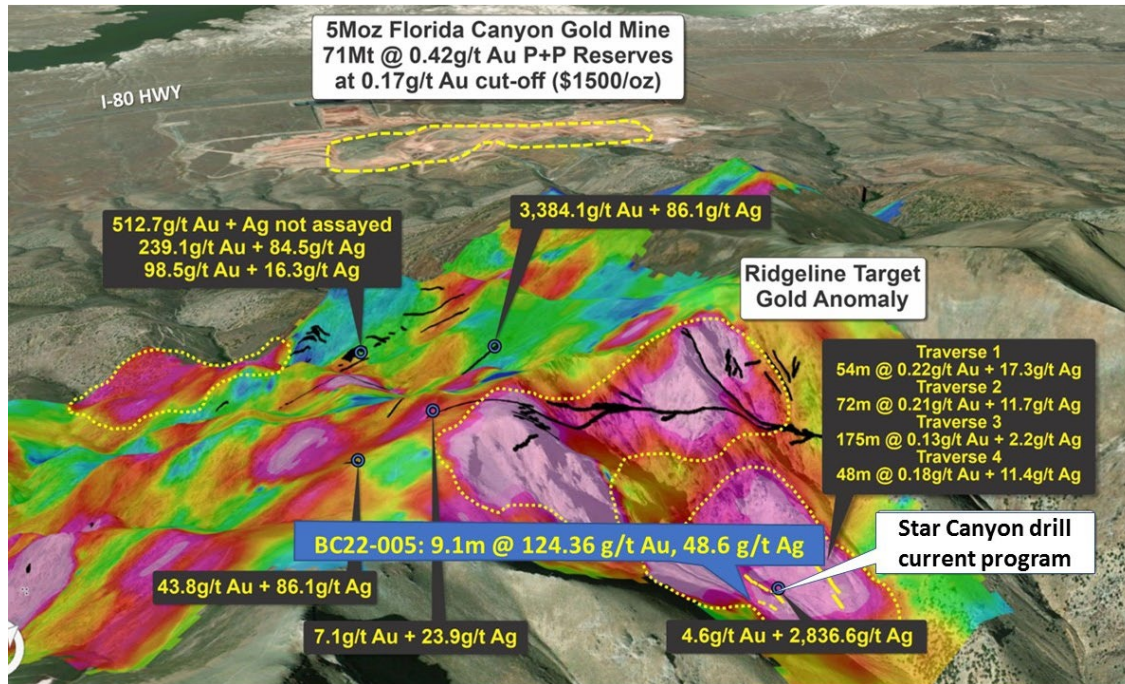 5Moz Florida Canyon Gold Mine
71Mt @ 0.42g/t Au P+P Reserves
at 0.17g/t Au cut-off ($1500/oz)
I-80 HWY
512.7g/t Au + Ag not assayed
239.1g/t Au + 84.5g/t Ag
98.5g/t Au + 16.3g/t Ag
3,384.1g/t Au + 86.1g/t Ag
Ridgeline Target
Gold Anomaly
Traverse 1
54m @ 0.22g/t Au + 17.3g/t Ag
Traverse 2
72m @ 0.21g/t Au + 11.7g/t Ag
Traverse 3
175m @ 0.13g/t Au + 2.2g/t Ag
Traverse 4
48m @ 0.18g/t Au + 11.4g/t Ag
Star Canyon drill
current program
BC22-005: 9.1m @ 124.36 g/t Au, 48.6 g/t Ag
43.8g/t Au + 86.1g/t Ag
7.1g/t Au + 23.9g/t Ag
4.6g/t Au + 2,836.6g/t Ag